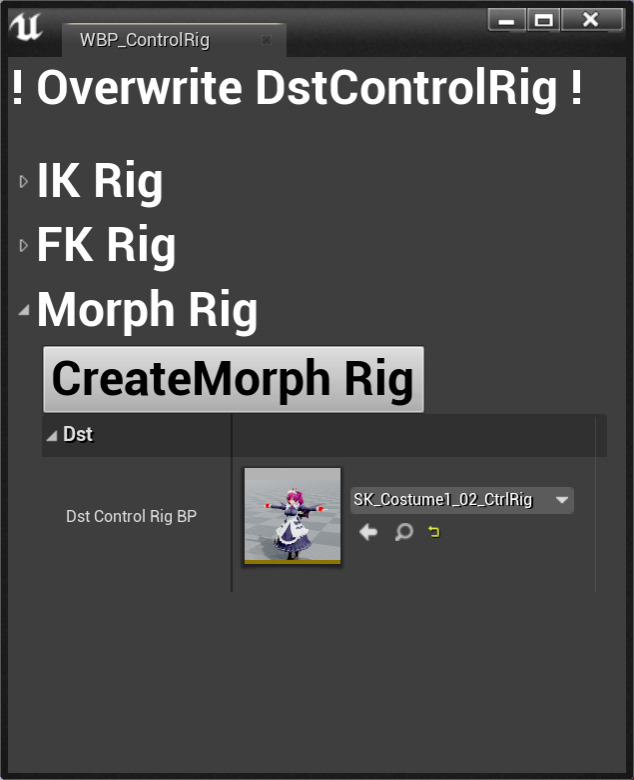 WBP_ControlRig
! Overwrite DstControlRig !
IK Rig
FK Rig
Morph Rig
CreateMorph Rig
Dst
Dst Control Rig BP
SK_Costume1_02_CtrlRig